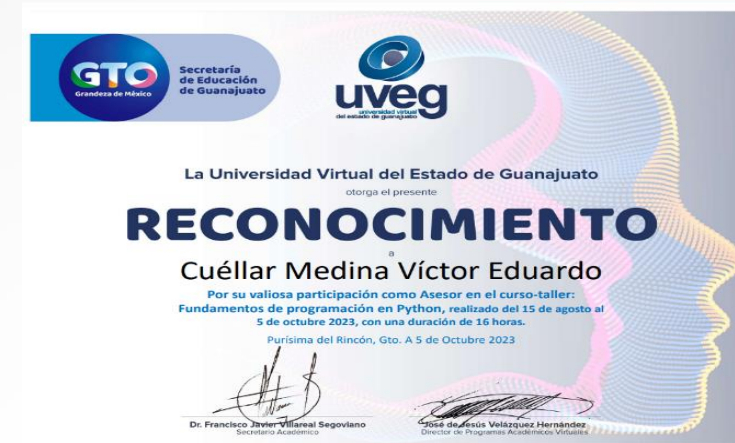 GTO
Grandeza de México
Secretaría
de Educación
de Guanajuato
uveg
universidad virtual
del estado de guanajuato
La Universidad Virtual del Estado de Guanajuato
otorga el presente
RECONOCIMIENTO
a
Cuéllar Medina Víctor Eduardo
Por su valiosa participación como Asesor en el curso-taller:
Fundamentos de programación en Python, realizado del 15 de agosto al
5 de octubre 2023, con una duración de 16 horas.
Purísima del Rincón, Gto. A 5 de Octubre 2023
Dr. Francisco Javier Villareal Segoviano
Secretario Académico
José de Jesús Velázquez Hernández
Director de Programas Académicos Virtuales